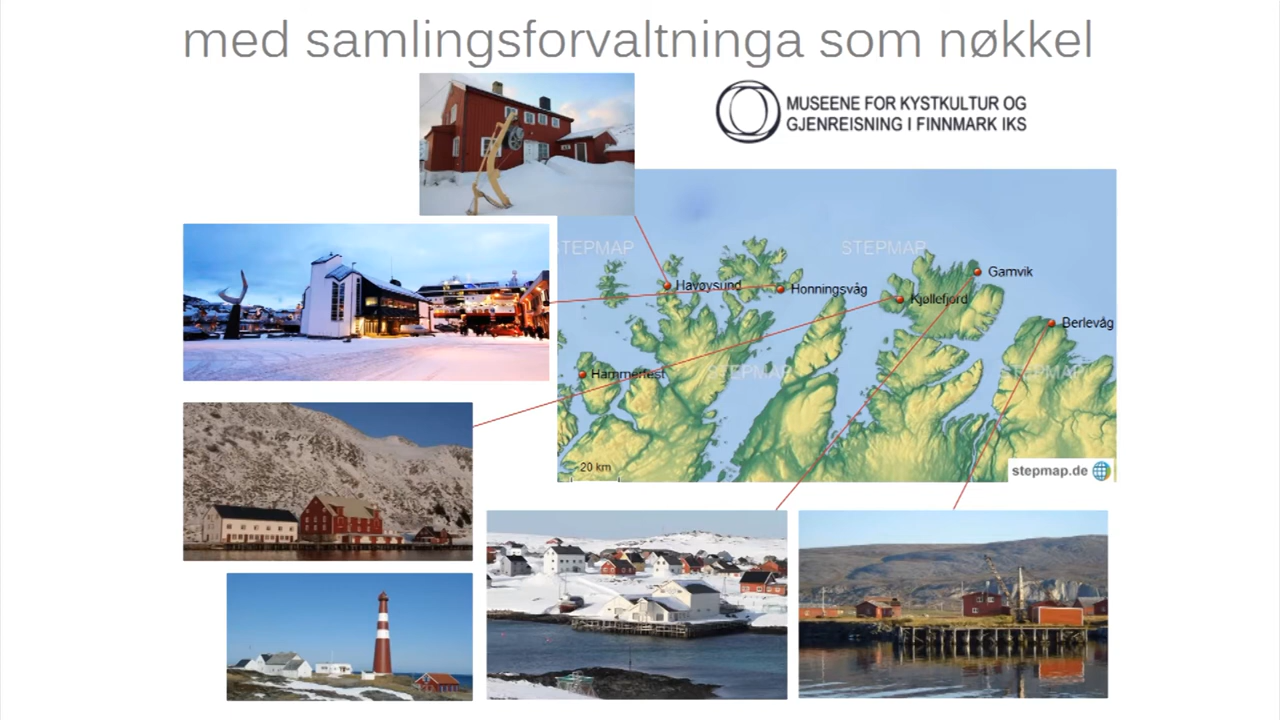 med samlingsforvaltninga som nøkkel
MUSEENE FOR KYSTKULTUR OG
GJENREISNING I FINNMARK IKS
STEPMAP
STEPMAP
Gamvik
Havøysund
Honningsvåg
Kjøllefjord
Berlevåg
Hammerfest
STEPMAP
STEPMAP
20 km
stepmap.de